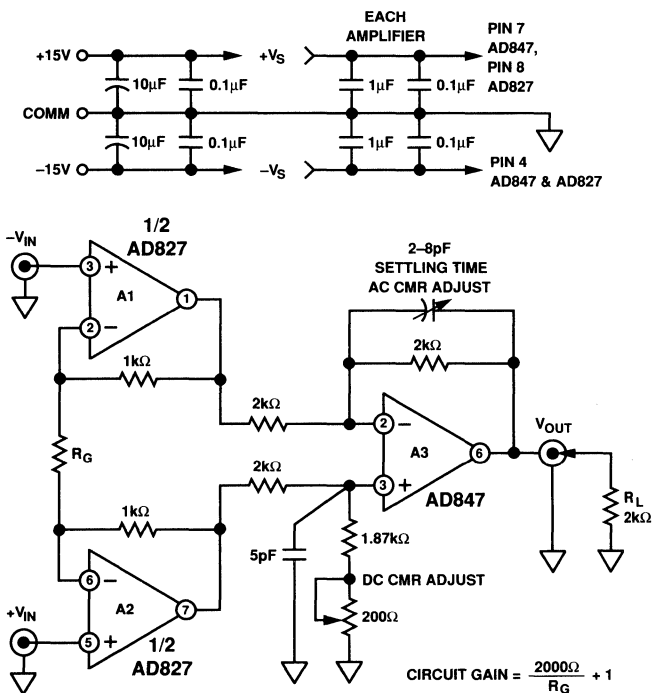 EACH
AMPLIFIER
+15V
COMM
–15V
10µF
0.1µF
10µF
0.1µF
+VS
–VS
1µF
0.1µF
1µF
0.1µF
PIN 7
AD847,
PIN 8
AD827
PIN 4
AD847 & AD827
–VIN
1/2
AD827
3
+
A1
1
2
–
1kΩ
RG
1kΩ
6
–
A2
7
5
+
+VIN
1/2
AD827
2kΩ
2kΩ
2–8pF
SETTLING TIME
AC CMR ADJUST
2kΩ
2
–
A3
6
3
+
AD847
VOUT
RL
2kΩ
5pF
1.87kΩ
DC CMR ADJUST
200Ω
CIRCUIT GAIN = 2000Ω / RG + 1